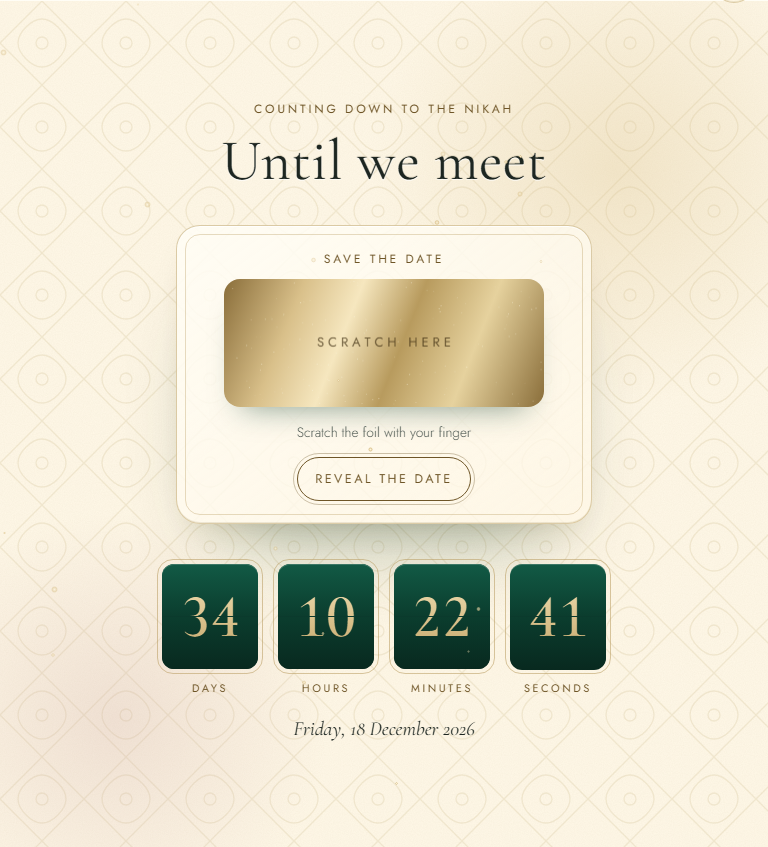 COUNTING DOWN TO THE NIKAH
Until we meet
SAVE THE DATE
SCRATCH HERE
Scratch the foil with your finger
REVEAL THE DATE
34 10 22 41
DAYS HOURS MINUTES SECONDS
Friday, 18 December 2026